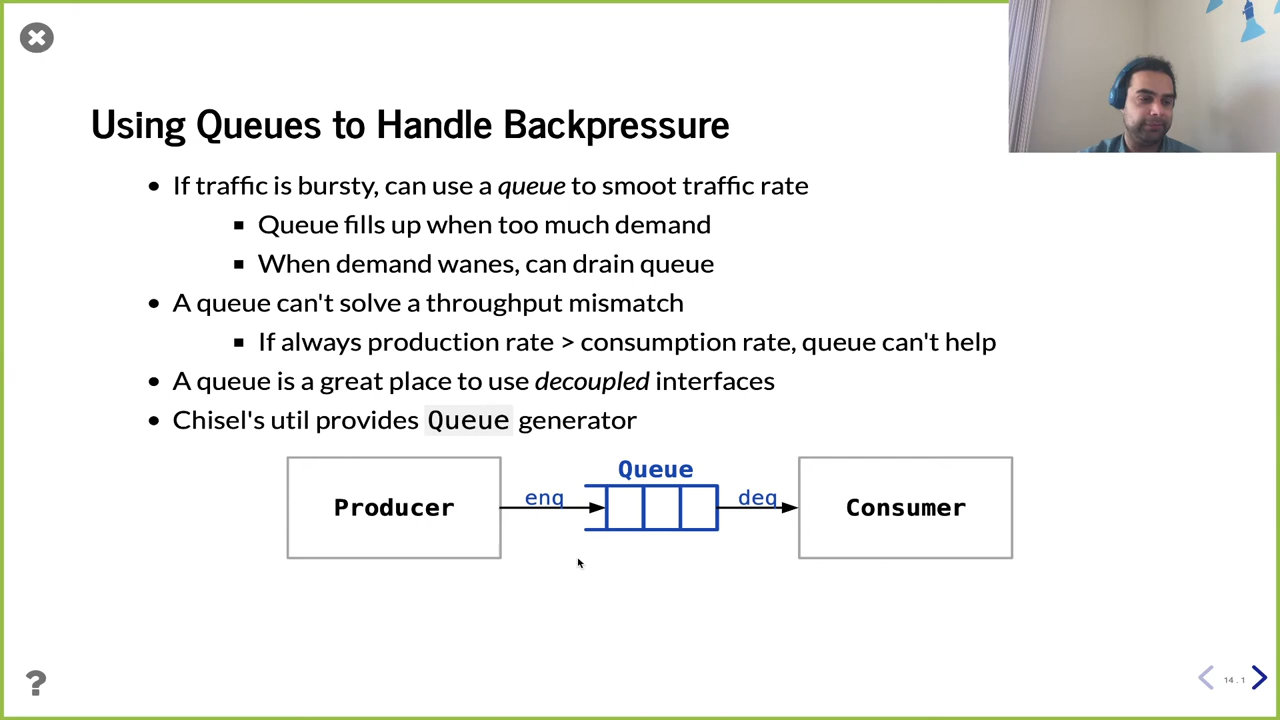 Using Queues to Handle Backpressure
If traffic is bursty, can use a queue to smoot traffic rate
Queue fills up when too much demand
When demand wanes, can drain queue
A queue can't solve a throughput mismatch
If always production rate > consumption rate, queue can't help
A queue is a great place to use decoupled interfaces
Chisel's util provides Queue generator
Queue
Producer
enq
deq
Consumer
?
14 . 1